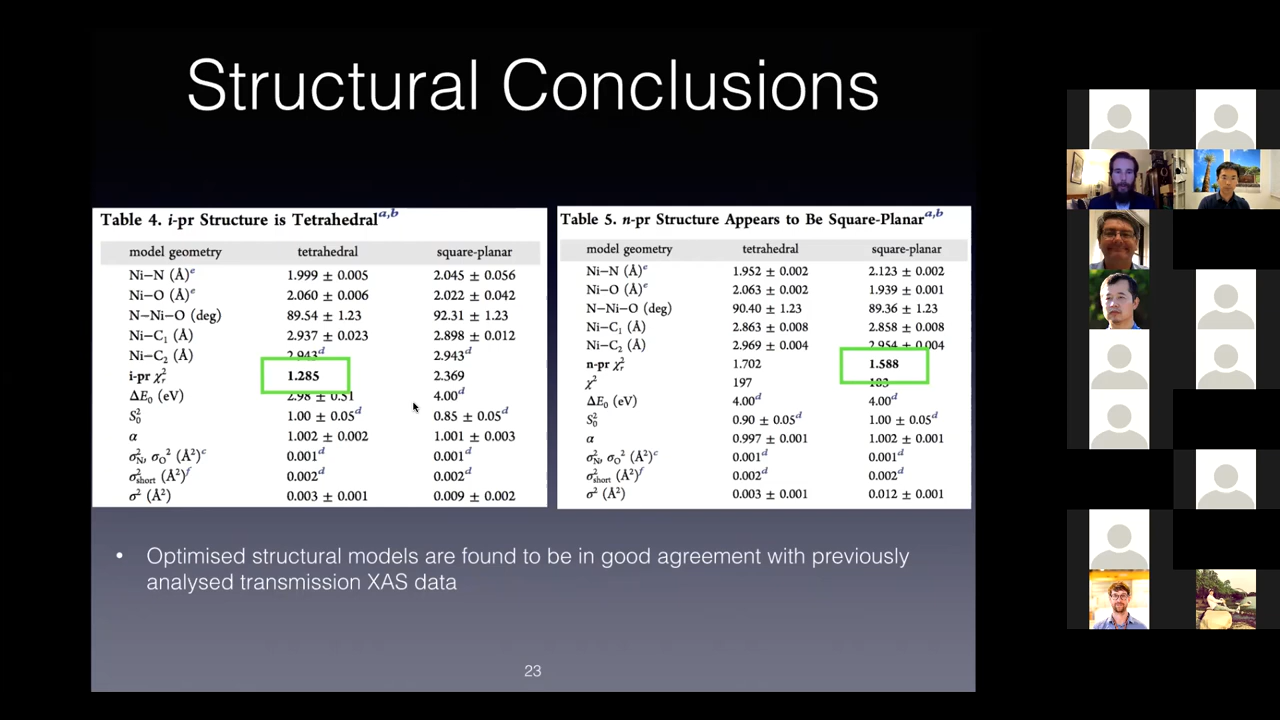 Structural Conclusions
Table 4. i-pr Structure is Tetrahedral^a,b
model geometry tetrahedral square-planar
Ni−N (Å)^e 1.999 ± 0.005 2.045 ± 0.056
Ni−O (Å)^e 2.060 ± 0.006 2.022 ± 0.042
N−Ni−O (deg) 89.54 ± 1.23 92.31 ± 1.23
Ni−C₁ (Å) 2.937 ± 0.023 2.898 ± 0.012
Ni−C₂ (Å) 2.943^d 2.943^d
i-pr χ²ᵣ 1.285 2.369
ΔE₀ (eV) 2.98 ± 0.51 4.00^d
S₀² 1.00 ± 0.05^d 0.85 ± 0.05^d
α 1.002 ± 0.002 1.001 ± 0.003
σ²_N, σ_O² (Å²)^c 0.001^d 0.001^d
σ²_short (Å²)^f 0.002^d 0.002^d
σ² (Å²) 0.003 ± 0.001 0.009 ± 0.002
Table 5. n-pr Structure Appears to Be Square-Planar^a,b
model geometry tetrahedral square-planar
Ni−N (Å)^e 1.952 ± 0.002 2.123 ± 0.002
Ni−O (Å)^e 2.063 ± 0.002 1.939 ± 0.001
N−Ni−O (deg) 90.40 ± 1.23 89.36 ± 1.23
Ni−C₁ (Å) 2.863 ± 0.008 2.858 ± 0.008
Ni−C₂ (Å) 2.969 ± 0.004 2.954 ± 0.004
n-pr χ²ᵣ 1.702 1.588
χ² 197 183
ΔE₀ (eV) 4.00^d 4.00^d
S₀² 0.90 ± 0.05^d 1.00 ± 0.05^d
α 0.997 ± 0.001 1.002 ± 0.001
σ²_N, σ_O² (Å²)^c 0.001^d 0.001^d
σ²_short (Å²)^f 0.002^d 0.002^d
σ² (Å²) 0.003 ± 0.001 0.012 ± 0.001
• Optimised structural models are found to be in good agreement with previously
analysed transmission XAS data
23